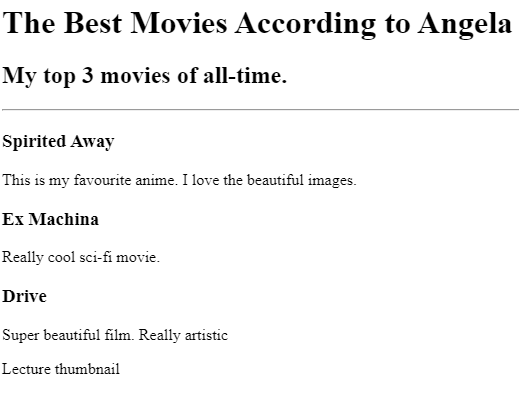 The Best Movies According to Angela
My top 3 movies of all-time.
Spirited Away
This is my favourite anime. I love the beautiful images.
Ex Machina
Really cool sci-fi movie.
Drive
Super beautiful film. Really artistic
Lecture thumbnail